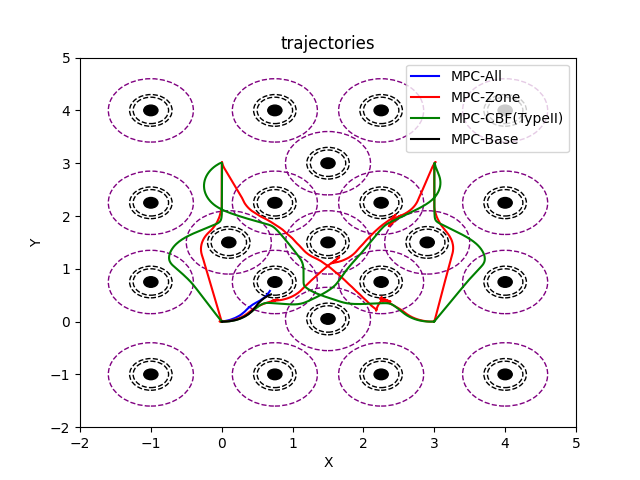 trajectories
MPC-All
MPC-Zone
MPC-CBF(TypeII)
MPC-Base
5
4
3
2
1
0
−1
−2
Y
−2 −1 0 1 2 3 4 5
X